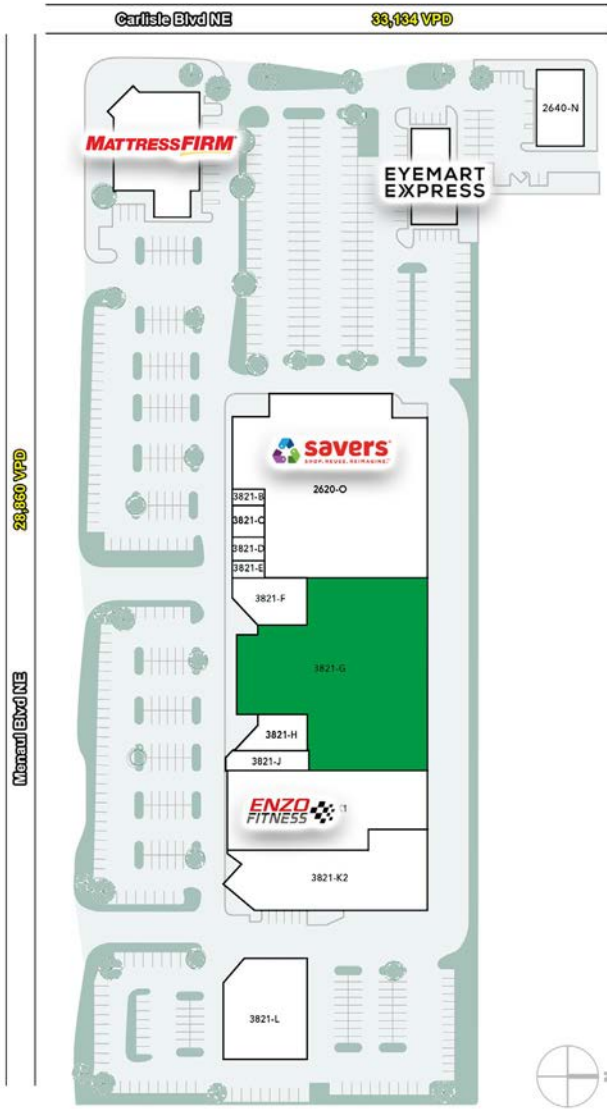 Carlisle Blvd NE
33,134 VPD
2640-N
MATTRESSFIRM
EYEMART
EXPRESS
28,860 VPD
savers
SHOP. REUSE. REIMAGINE.
2620-O
3821-B
3821-C
3821-D
3821-E
3821-F
3821-G
Menaul Blvd NE
3821-H
3821-J
ENZO
FITNESS
3821-K2
3821-L